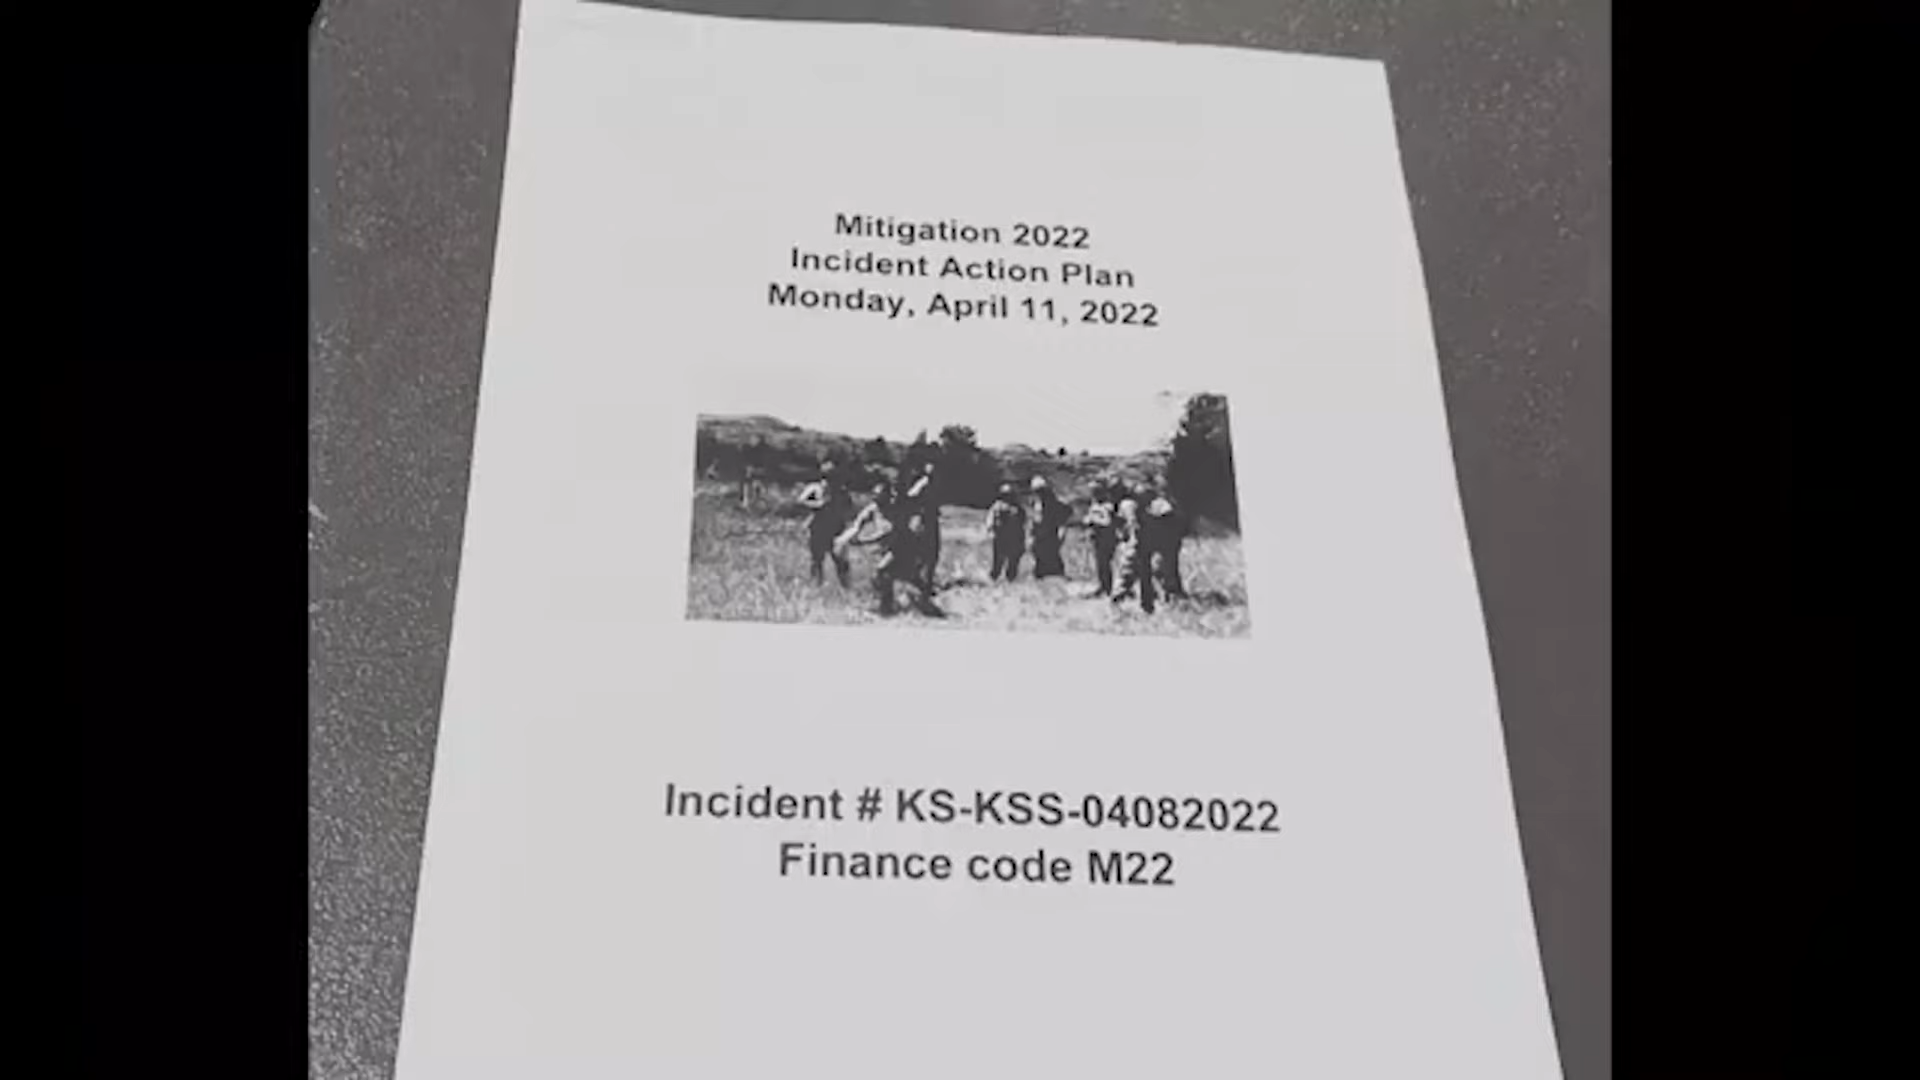 Mitigation 2022
Incident Action Plan
Monday, April 11, 2022
Incident # KS-KSS-04082022
Finance code M22